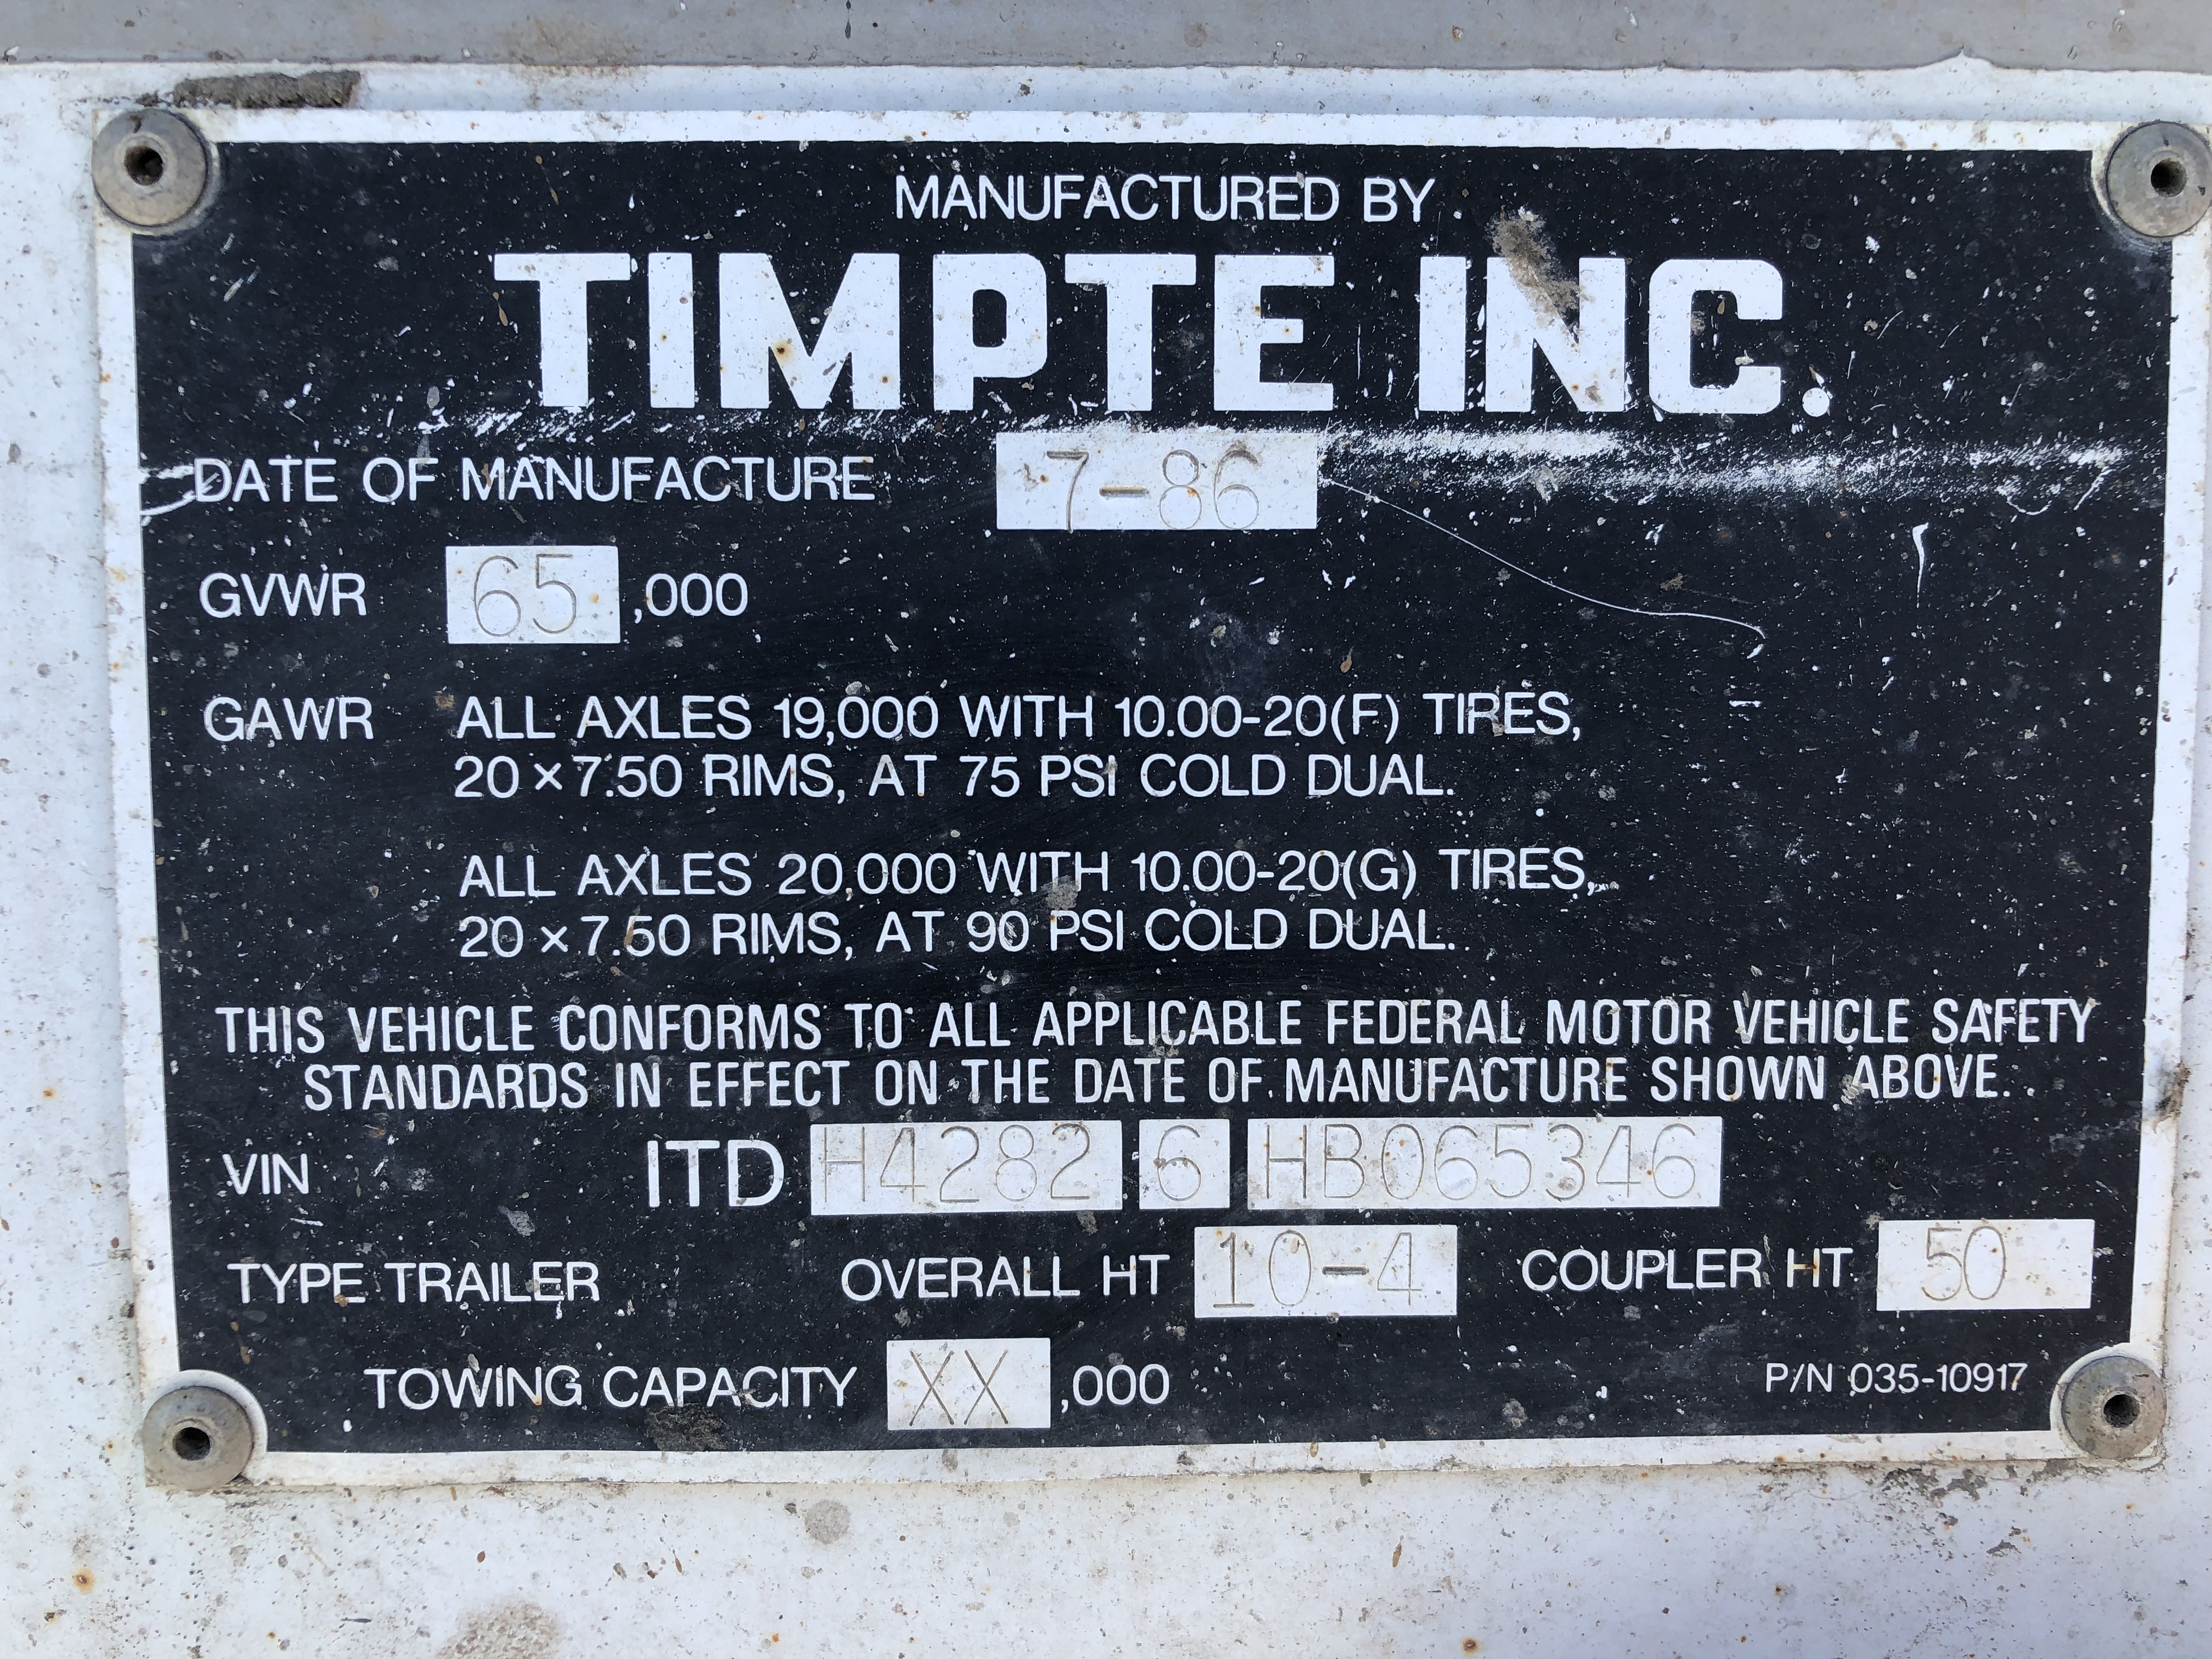 MANUFACTURED BY
TIMPTE INC.
DATE OF MANUFACTURE 7-86
GVWR 65,000
GAWR ALL AXLES 19,000 WITH 10.00-20(F) TIRES,
20 × 7.50 RIMS, AT 75 PSI COLD DUAL.
ALL AXLES 20,000 WITH 10.00-20(G) TIRES,
20 × 7.50 RIMS, AT 90 PSI COLD DUAL.
THIS VEHICLE CONFORMS TO ALL APPLICABLE FEDERAL MOTOR VEHICLE SAFETY
STANDARDS IN EFFECT ON THE DATE OF MANUFACTURE SHOWN ABOVE.
VIN 1TD H4282 6 HB065346
TYPE TRAILER OVERALL HT 10-4 COUPLER HT 50
TOWING CAPACITY XX,000 P/N 035-10917